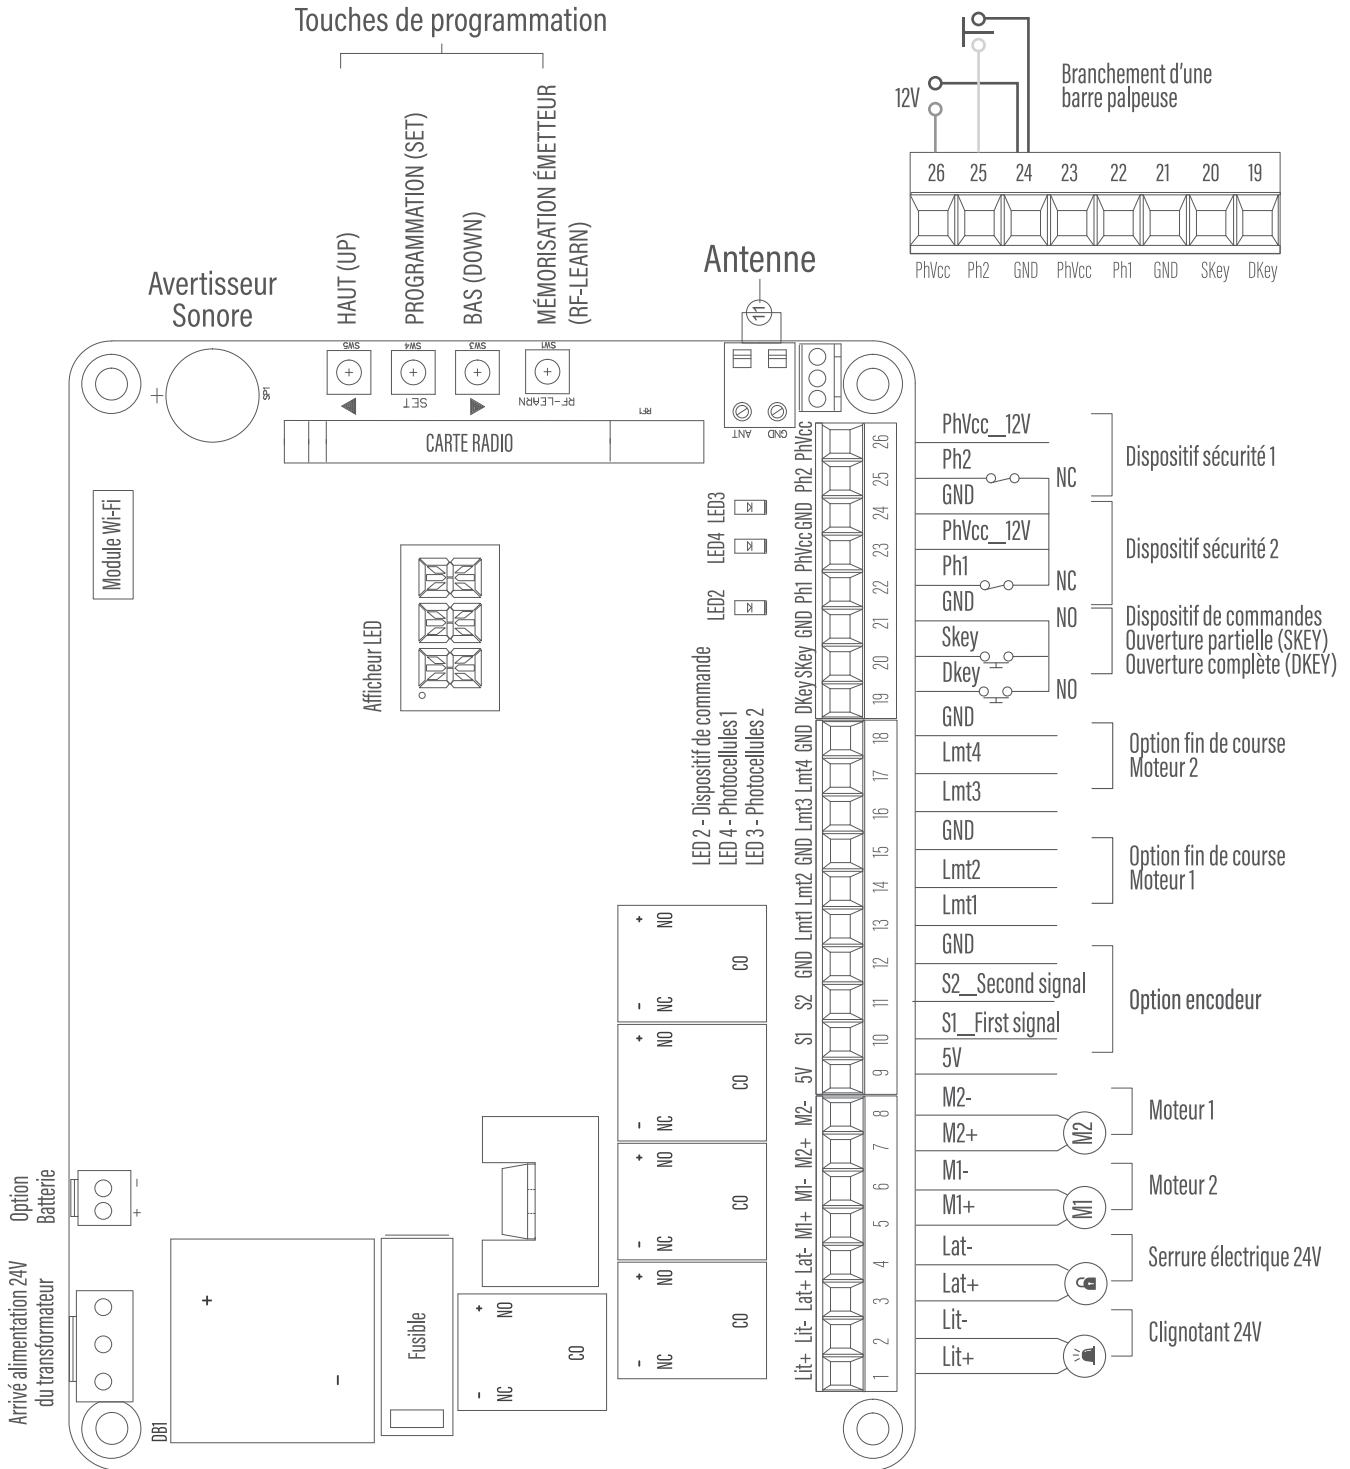 Touches de programmation
HAUT (UP)
PROGRAMMATION (SET)
BAS (DOWN)
MÉMORISATION ÉMETTEUR
(RF-LEARN)
Avertisseur
Sonore
Antenne
11
12V
Branchement d'une
barre palpeuse
26 25 24 23 22 21 20 19
PhVcc Ph2 GND PhVcc Ph1 GND SKey DKey
SW5 SW4 SW3 SW1
SET
RF-LEARN
SP1
+
RF1
CARTE RADIO
ANT GND
Module Wi-Fi
Afficheur LED
LED3
LED4
LED2
LED 2 - Dispositif de commande
LED 4 - Photocellules 1
LED 3 - Photocellules 2
PhVcc 26
Ph2 25
GND 24
PhVcc 23
Ph1 22
GND 21
SKey 20
DKey 19
GND 18
Lmt4 17
Lmt3 16
GND 15
Lmt2 14
Lmt1 13
GND 12
S2 11
S1 10
5V 9
M2- 8
M2+ 7
M1- 6
M1+ 5
Lat- 4
Lat+ 3
Lit- 2
Lit+ 1
PhVcc__12V
Ph2
NC
GND
Dispositif sécurité 1
PhVcc__12V
Ph1
NC
GND
Dispositif sécurité 2
NO
Skey
Dkey
NO
Dispositif de commandes
Ouverture partielle (SKEY)
Ouverture complète (DKEY)
GND
Lmt4
Lmt3
Option fin de course
Moteur 2
GND
Lmt2
Lmt1
Option fin de course
Moteur 1
GND
S2__Second signal
S1__First signal
5V
Option encodeur
M2-
M2+
M2
Moteur 1
M1-
M1+
M1
Moteur 2
Lat-
Lat+
Serrure électrique 24V
Lit-
Lit+
Clignotant 24V
+ NO
CO
- NC
+ NO
CO
- NC
+ NO
CO
- NC
+ NO
CO
- NC
+ NO
CO
- NC
Option
Batterie
-
+
Arrivé alimentation 24V
du transformateur
+
-
DB1
Fusible